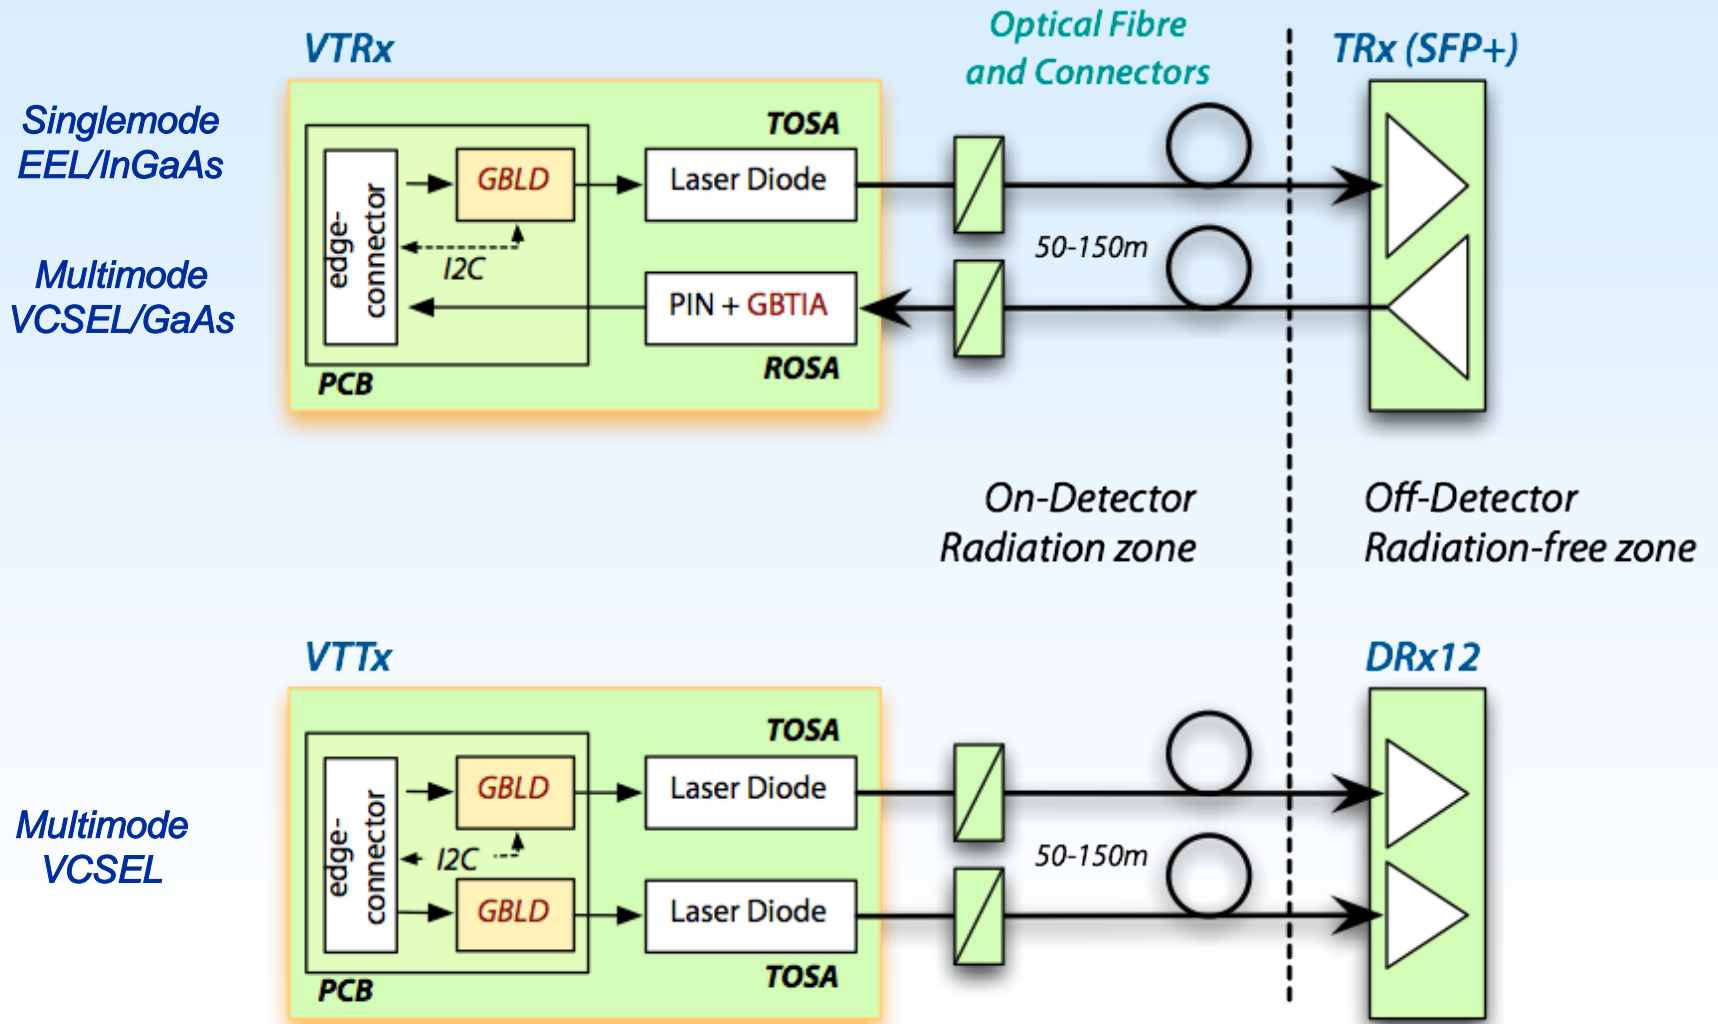 VTRx
Optical Fibre
and Connectors
TRx (SFP+)
Singlemode
EEL/InGaAs
Multimode
VCSEL/GaAs
TOSA
edge-
connector
GBLD
Laser Diode
I2C
50-150m
PIN + GBTIA
ROSA
PCB
On-Detector
Radiation zone
Off-Detector
Radiation-free zone
VTTx
DRx12
Multimode
VCSEL
TOSA
edge-
connector
GBLD
Laser Diode
I2C
50-150m
GBLD
Laser Diode
TOSA
PCB